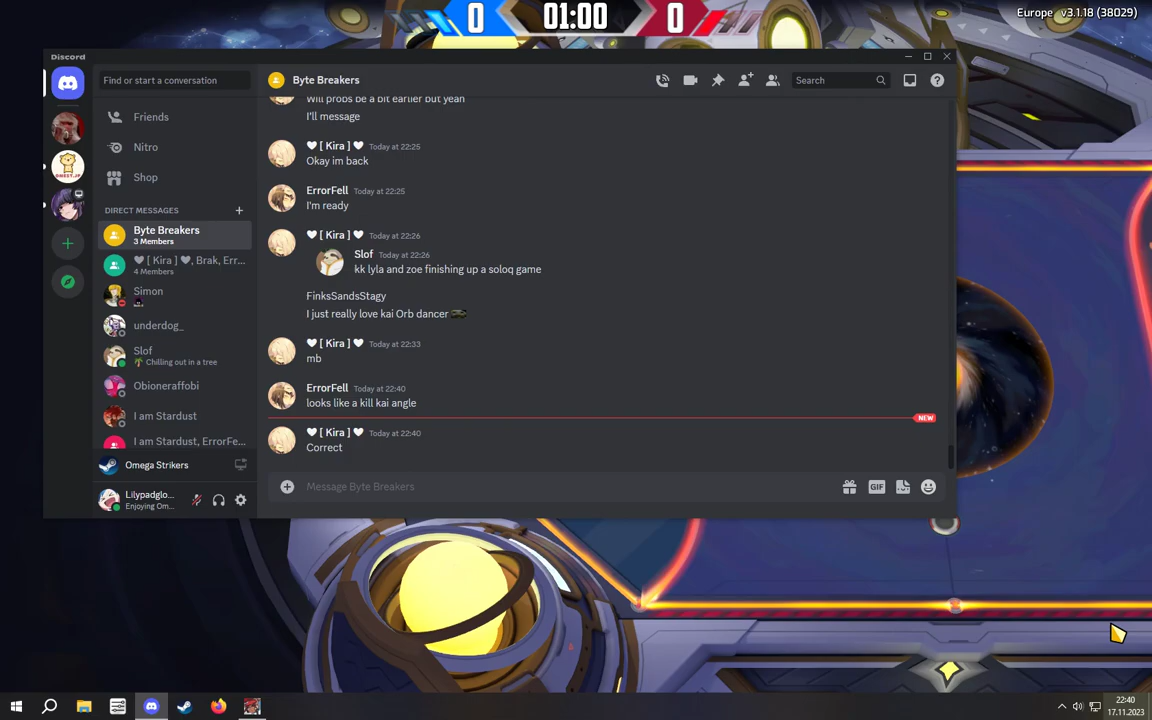 0 01:00 0
Europe v3.1.18 (38029)
Discord
Find or start a conversation
Byte Breakers
Search
Friends
Nitro
Shop
DIRECT MESSAGES
Byte Breakers
3 Members
♥ [ Kira ] ♥, Brak, Err...
4 Members
Simon
underdog_
Slof
🌴 Chilling out in a tree
Obioneraffobi
I am Stardust
I am Stardust, ErrorFe...
Omega Strikers
Lilypadglo...
Enjoying Om...
Will probs be a bit earlier but yeah
I'll message
♥ [ Kira ] ♥ Today at 22:25
Okay im back
ErrorFell Today at 22:25
I'm ready
♥ [ Kira ] ♥ Today at 22:26
Slof Today at 22:26
kk lyla and zoe finishing up a soloq game
FinksSandsStagy
I just really love kai Orb dancer
♥ [ Kira ] ♥ Today at 22:33
mb
ErrorFell Today at 22:40
looks like a kill kai angle
NEW
♥ [ Kira ] ♥ Today at 22:40
Correct
Message Byte Breakers
GIF
22:40
17.11.2023